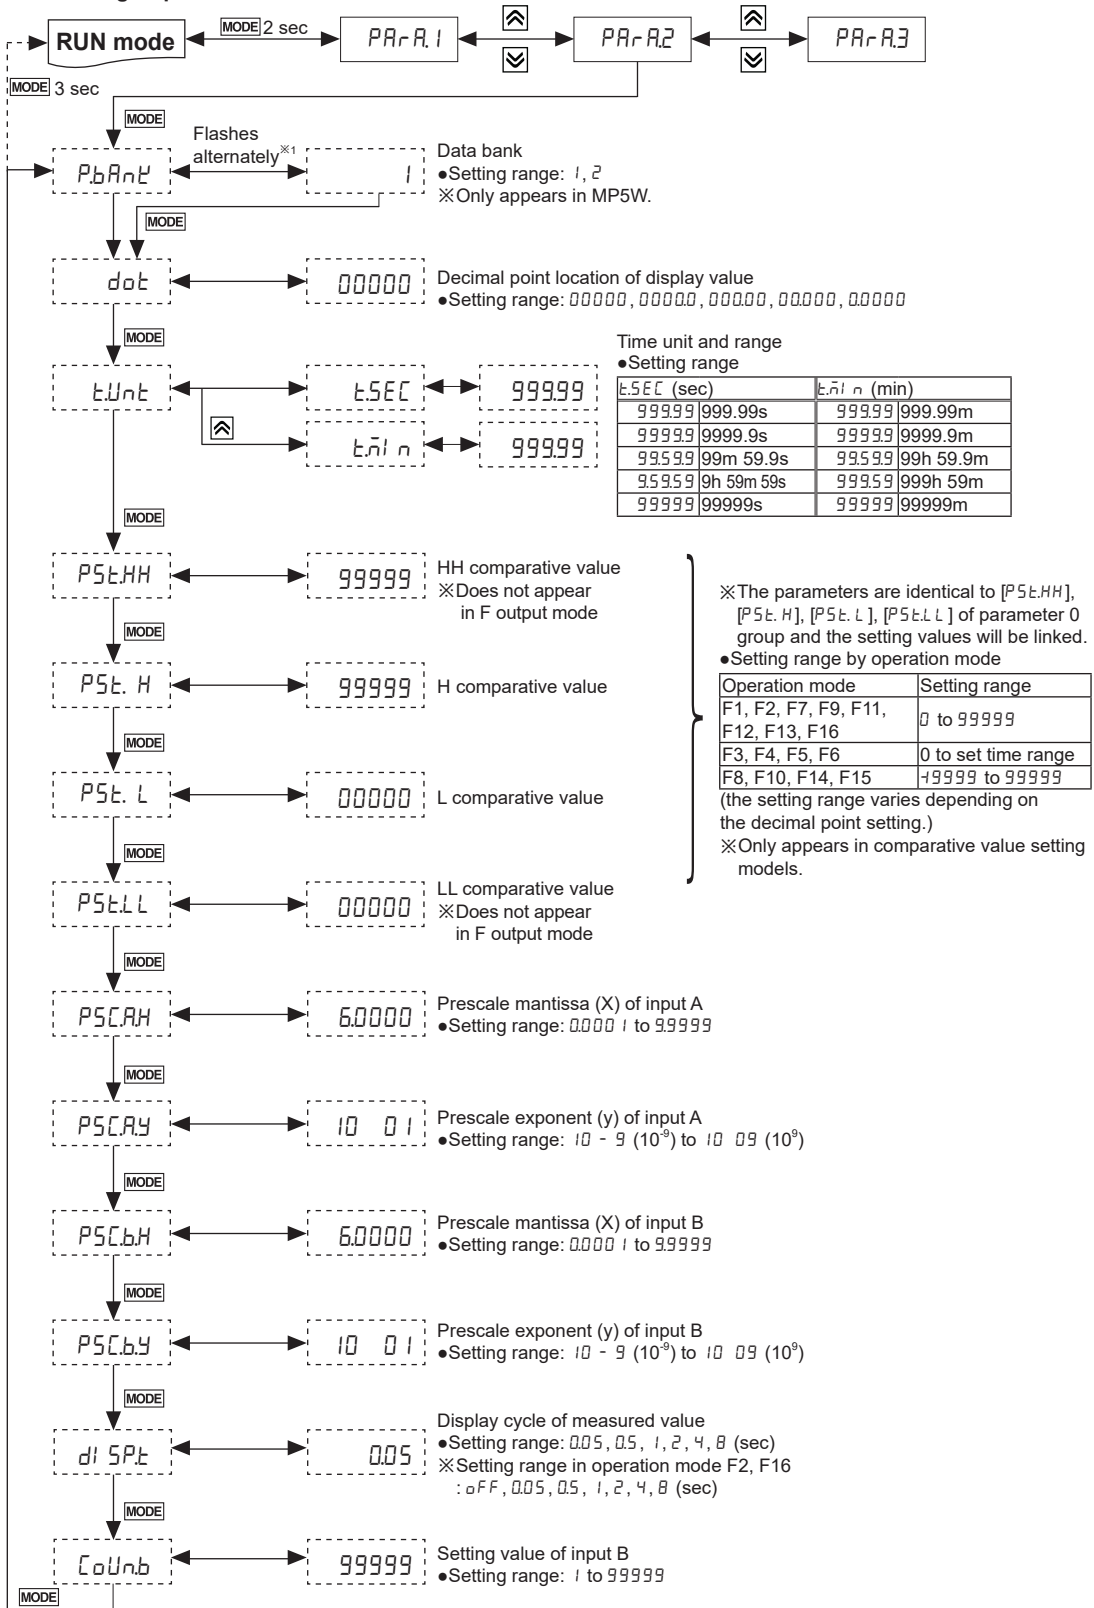 RUN mode
MODE 2 sec
PArA.1
PArA.2
PArA.3
MODE 3 sec
MODE
P.bAnK
Flashes
alternately※1
1
Data bank
●Setting range: 1, 2
※Only appears in MP5W.
MODE
dot
00000
Decimal point location of display value
●Setting range: 00000, 0000.0, 000.00, 00.000, 0.0000
MODE
t.Unt
t.SEC
999.99
t.mI n
999.99
Time unit and range
●Setting range
t.SEC (sec) t.mI n (min)
999.99 999.99s 999.99 999.99m
9999.9 9999.9s 9999.9 9999.9m
99.59.9 99m 59.9s 99.59.9 99h 59.9m
9.59.59 9h 59m 59s 999.59 999h 59m
99999 99999s 99999 99999m
MODE
PSt.HH
99999
HH comparative value
※Does not appear
in F output mode
MODE
PSt. H
99999
H comparative value
MODE
PSt. L
00000
L comparative value
MODE
PSt.LL
00000
LL comparative value
※Does not appear
in F output mode
※The parameters are identical to [PSt.HH],
[PSt. H], [PSt. L], [PSt.LL] of parameter 0
group and the setting values will be linked.
●Setting range by operation mode
Operation mode Setting range
F1, F2, F7, F9, F11,
F12, F13, F16 0 to 99999
F3, F4, F5, F6 0 to set time range
F8, F10, F14, F15 -19999 to 99999
(the setting range varies depending on
the decimal point setting.)
※Only appears in comparative value setting
models.
MODE
PSC.A.H
6.0000
Prescale mantissa (X) of input A
●Setting range: 0.0001 to 9.9999
MODE
PSC.A.Y
10 01
Prescale exponent (y) of input A
●Setting range: 10 - 9 (10-9) to 10 09 (109)
MODE
PSC.b.H
6.0000
Prescale mantissa (X) of input B
●Setting range: 0.0001 to 9.9999
MODE
PSC.b.Y
10 01
Prescale exponent (y) of input B
●Setting range: 10 - 9 (10-9) to 10 09 (109)
MODE
dI SP.t
0.05
Display cycle of measured value
●Setting range: 0.05, 0.5, 1, 2, 4, 8 (sec)
※Setting range in operation mode F2, F16
: oFF, 0.05, 0.5, 1, 2, 4, 8 (sec)
MODE
CoUn.b
99999
Setting value of input B
●Setting range: 1 to 99999
MODE